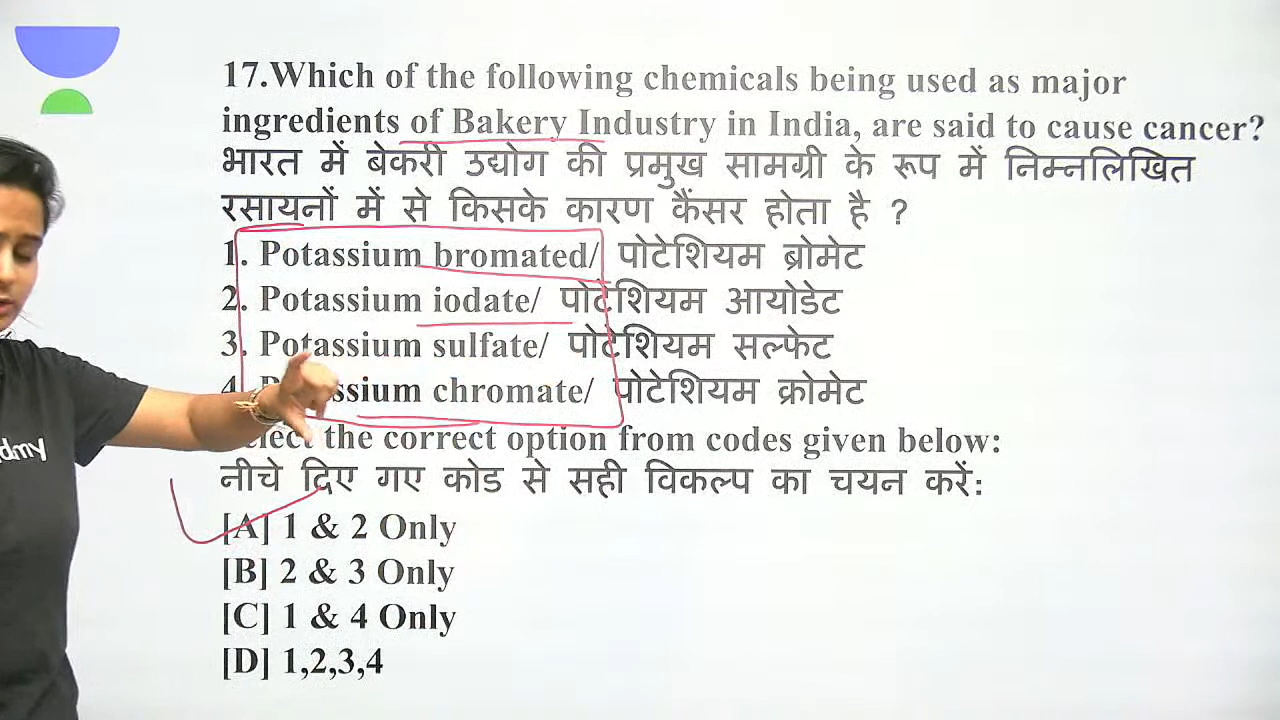 17.Which of the following chemicals being used as major
ingredients of Bakery Industry in India, are said to cause cancer?
भारत में बेकरी उद्योग की प्रमुख सामग्री के रूप में निम्नलिखित
रसायनों में से किसके कारण कैंसर होता है ?
1. Potassium bromated/ पोटेशियम ब्रोमेट
2. Potassium iodate/ पोटेशियम आयोडेट
3. Potassium sulfate/ पोटेशियम सल्फेट
4. ssium chromate/ पोटेशियम क्रोमेट
the correct option from codes given below:
नीचे दिए गए कोड से सही विकल्प का चयन करें:
[A] 1 & 2 Only
[B] 2 & 3 Only
[C] 1 & 4 Only
[D] 1,2,3,4